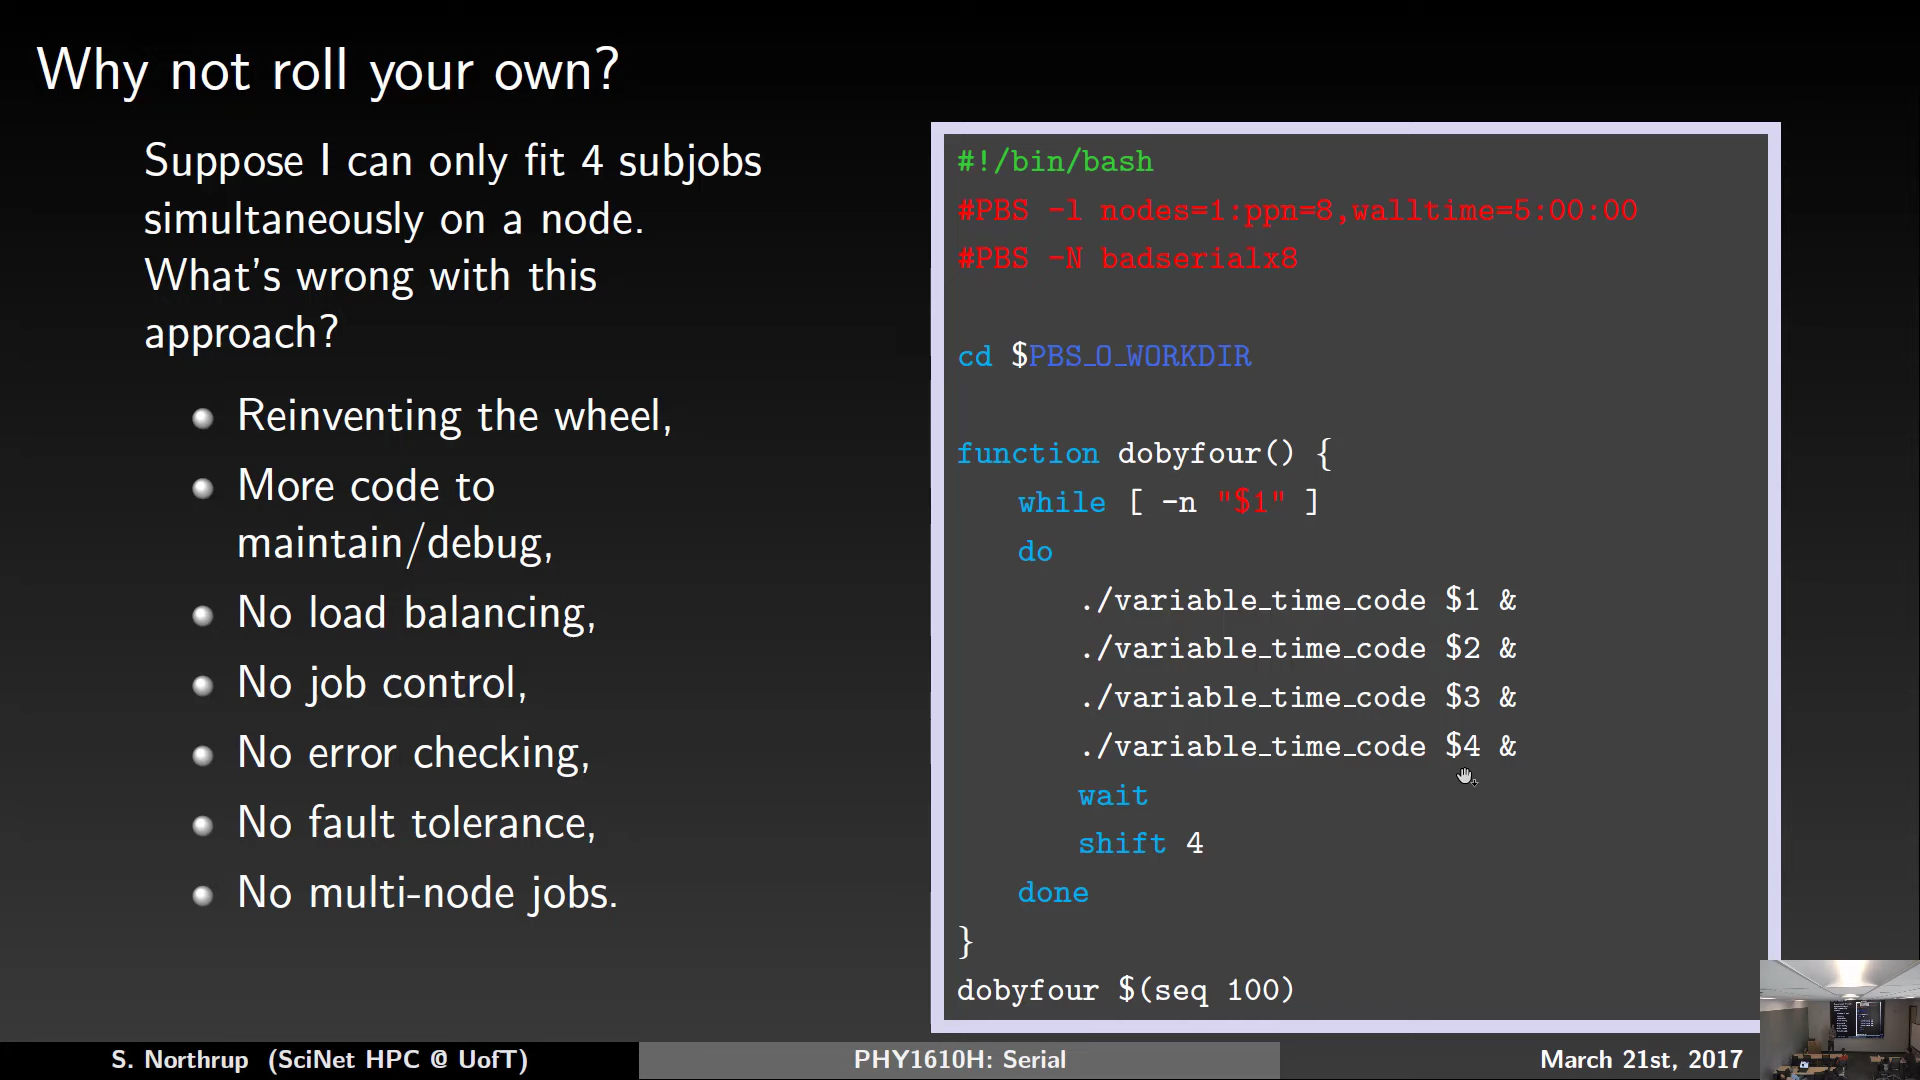 Why not roll your own?
Suppose I can only fit 4 subjobs
simultaneously on a node.
What's wrong with this
approach?
Reinventing the wheel,
More code to
maintain/debug,
No load balancing,
No job control,
No error checking,
No fault tolerance,
No multi-node jobs.
#!/bin/bash
#PBS -l nodes=1:ppn=8,walltime=5:00:00
#PBS -N badserialx8
cd $PBS_O_WORKDIR
function dobyfour() {
while [ -n "$1" ]
do
./variable_time_code $1 &
./variable_time_code $2 &
./variable_time_code $3 &
./variable_time_code $4 &
wait
shift 4
done
}
dobyfour $(seq 100)
S. Northrup (SciNet HPC @ UofT)
PHY1610H: Serial
March 21st, 2017